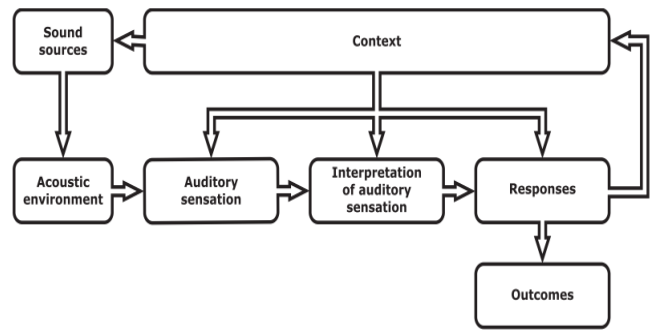 Sound
sources
Context
Acoustic
environment
Auditory
sensation
Interpretation
of auditory
sensation
Responses
Outcomes